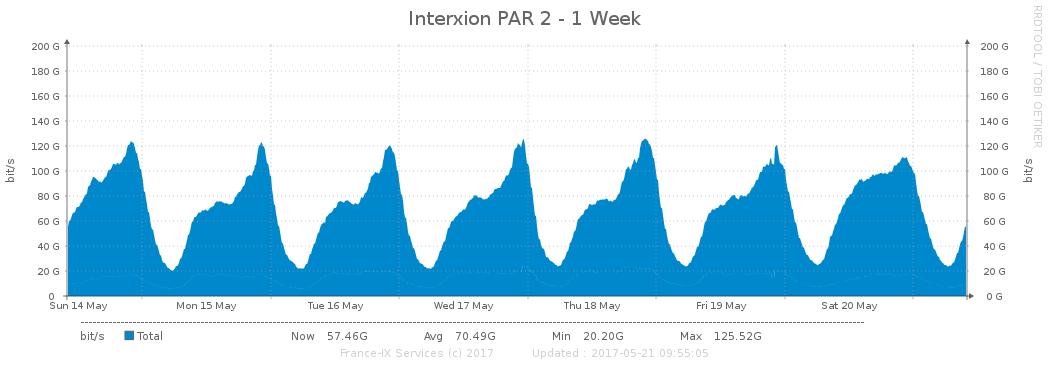 Interxion PAR 2 - 1 Week
RRDTOOL / TOBI OETIKER
200 G 200 G
180 G 180 G
160 G 160 G
140 G 140 G
120 G 120 G
100 G 100 G
80 G 80 G
60 G 60 G
40 G 40 G
20 G 20 G
0 0 G
bit/s bit/s
Sun 14 May Mon 15 May Tue 16 May Wed 17 May Thu 18 May Fri 19 May Sat 20 May
bit/s Total Now 57.46G Avg 70.49G Min 20.20G Max 125.52G
France-IX Services (c) 2017 Updated : 2017-05-21 09:55:05